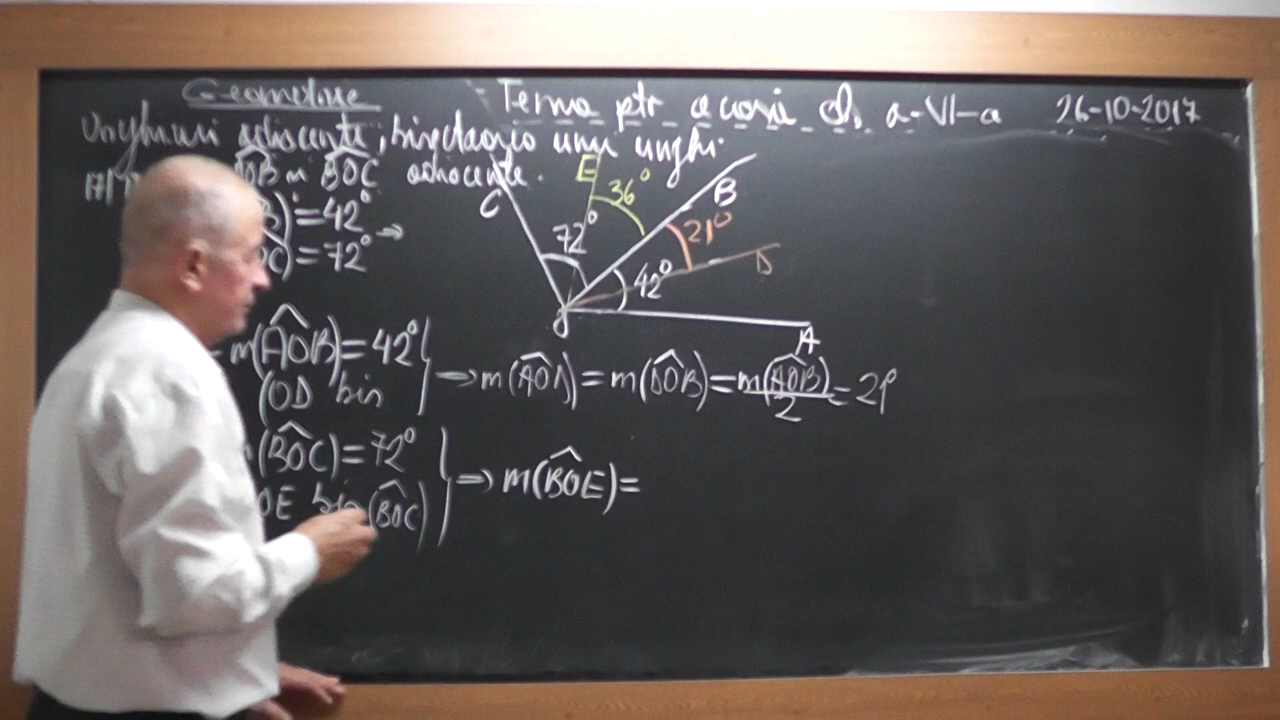 Geometrie
Tema ptr acasă cls a-VI-a 26-10-2017
Unghiuri adiacente, bisectoarea unui unghi.
BOC adiacente.
)=42°
C)=72° →
C
72°
E
36°
B
21°
D
42°
O
A
m(AOB)=42°
(OD bis
} ⇒ m(AOD)=m(DOB)=m(AOB)/2=21°
(BOC)=72°
OE bis (BOC)
} ⇒ m(BOE)=